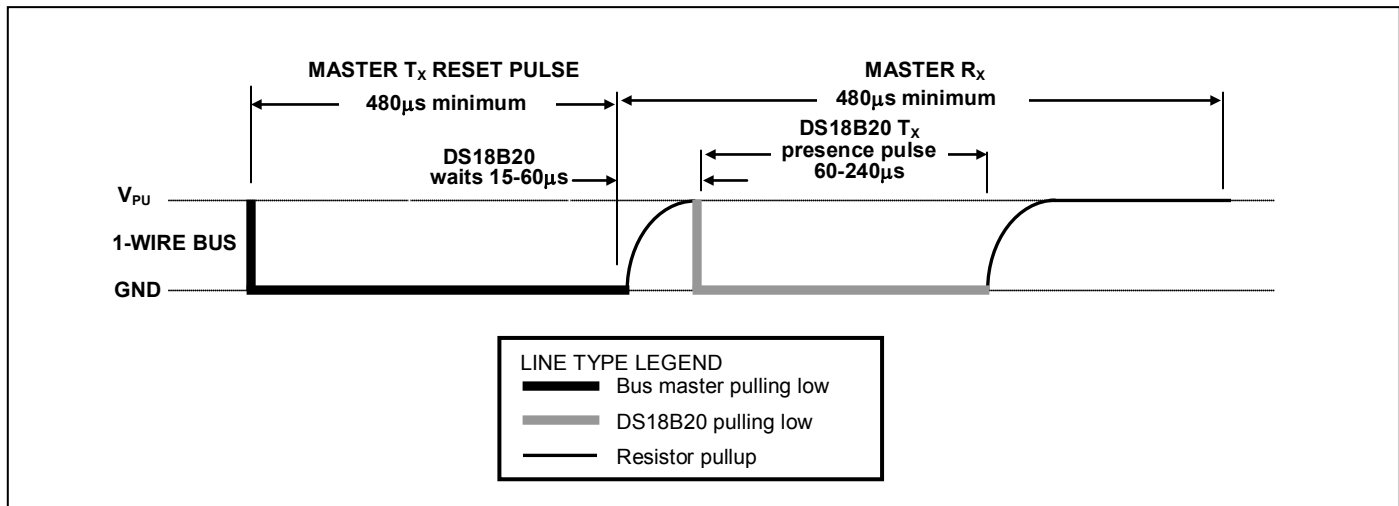 MASTER TX RESET PULSE
480μs minimum
MASTER RX
480μs minimum
DS18B20 TX
presence pulse
60-240μs
DS18B20
waits 15-60μs
VPU
1-WIRE BUS
GND
LINE TYPE LEGEND
Bus master pulling low
DS18B20 pulling low
Resistor pullup